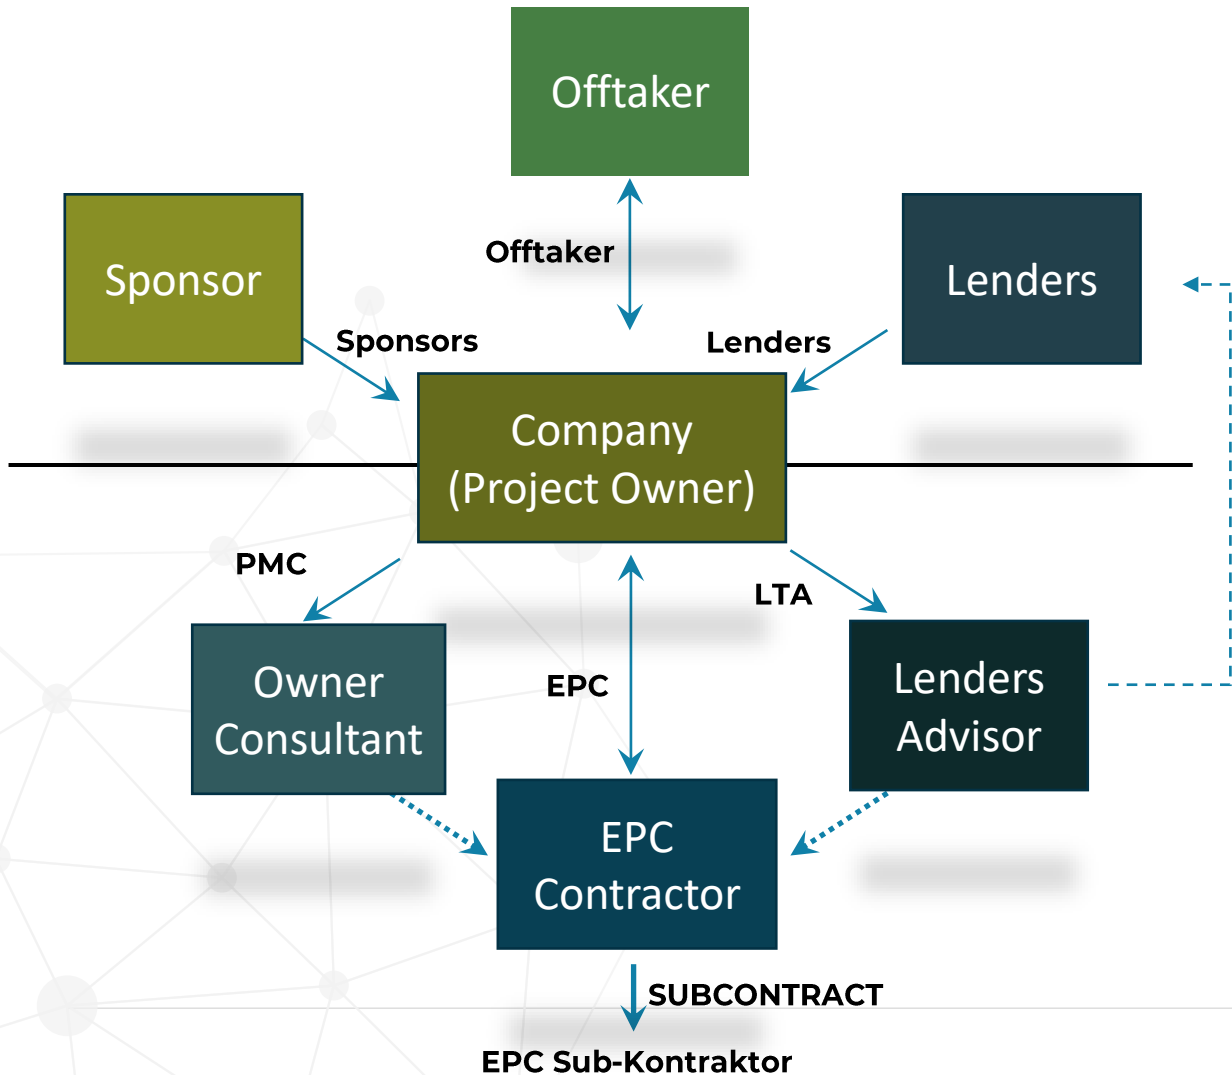 Offtaker
Offtaker
Sponsor
Lenders
Sponsors
Lenders
Company
(Project Owner)
PMC
LTA
Owner
Consultant
EPC
Lenders
Advisor
EPC
Contractor
SUBCONTRACT
EPC Sub-Kontraktor